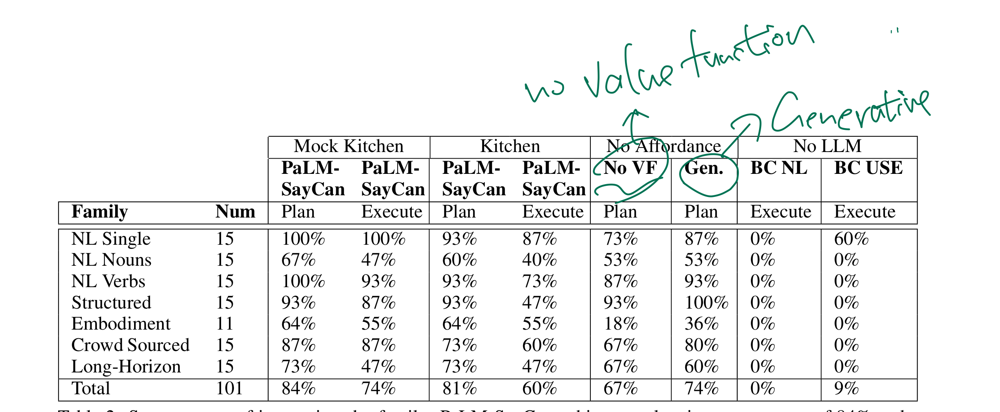 no value function
Generative
Mock Kitchen Kitchen No Affordance No LLM
PaLM- PaLM- PaLM- PaLM- No VF Gen. BC NL BC USE
SayCan SayCan SayCan SayCan
Family Num Plan Execute Plan Execute Plan Plan Execute Execute
NL Single 15 100% 100% 93% 87% 73% 87% 0% 60%
NL Nouns 15 67% 47% 60% 40% 53% 53% 0% 0%
NL Verbs 15 100% 93% 93% 73% 87% 93% 0% 0%
Structured 15 93% 87% 93% 47% 93% 100% 0% 0%
Embodiment 11 64% 55% 64% 55% 18% 36% 0% 0%
Crowd Sourced 15 87% 87% 73% 60% 67% 80% 0% 0%
Long-Horizon 15 73% 47% 73% 47% 67% 60% 0% 0%
Total 101 84% 74% 81% 60% 67% 74% 0% 9%